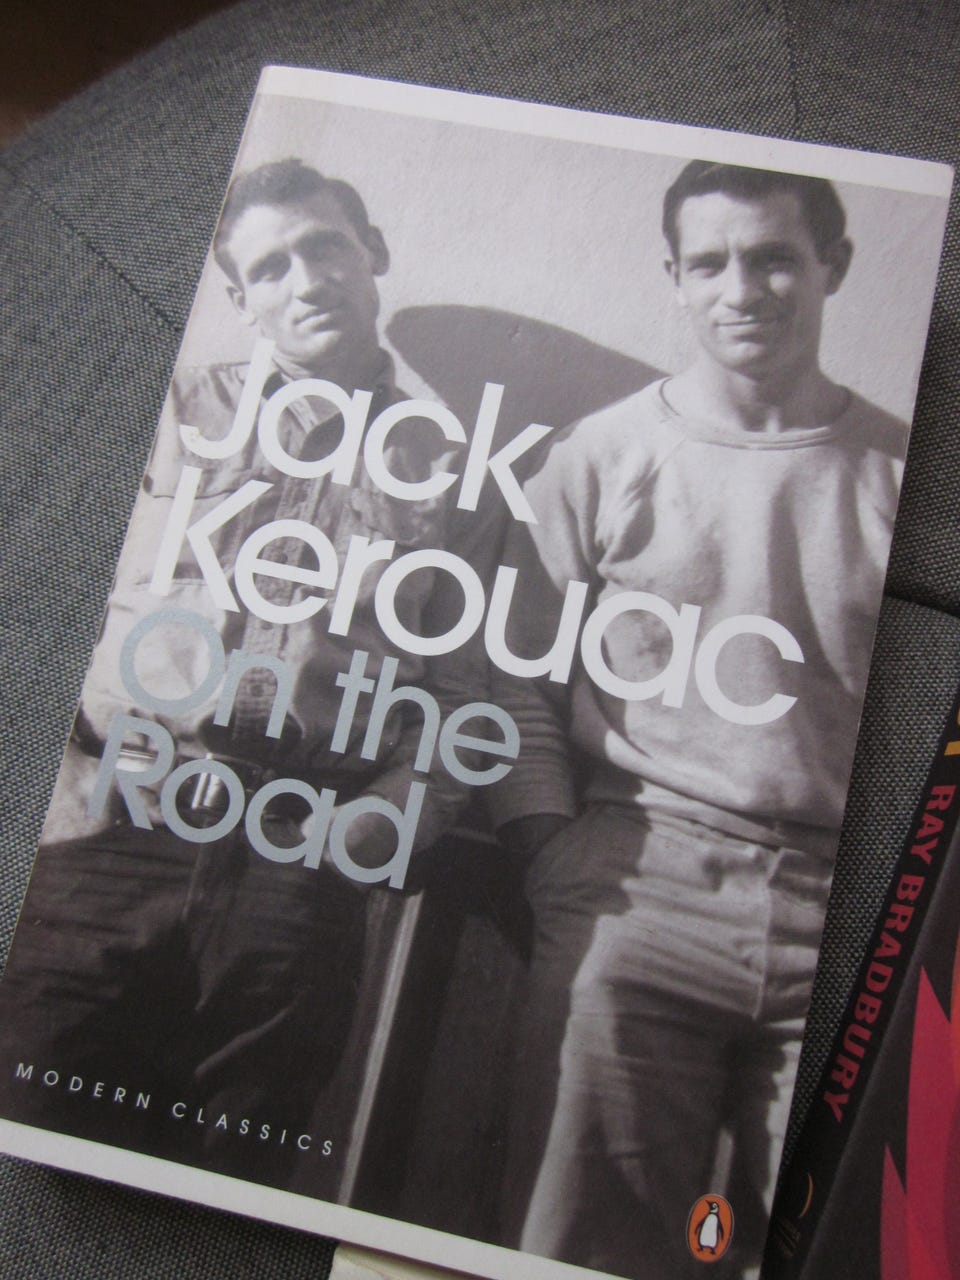 Jack
Kerouac
On the
Road
MODERN CLASSICS
RAY BRADBURY